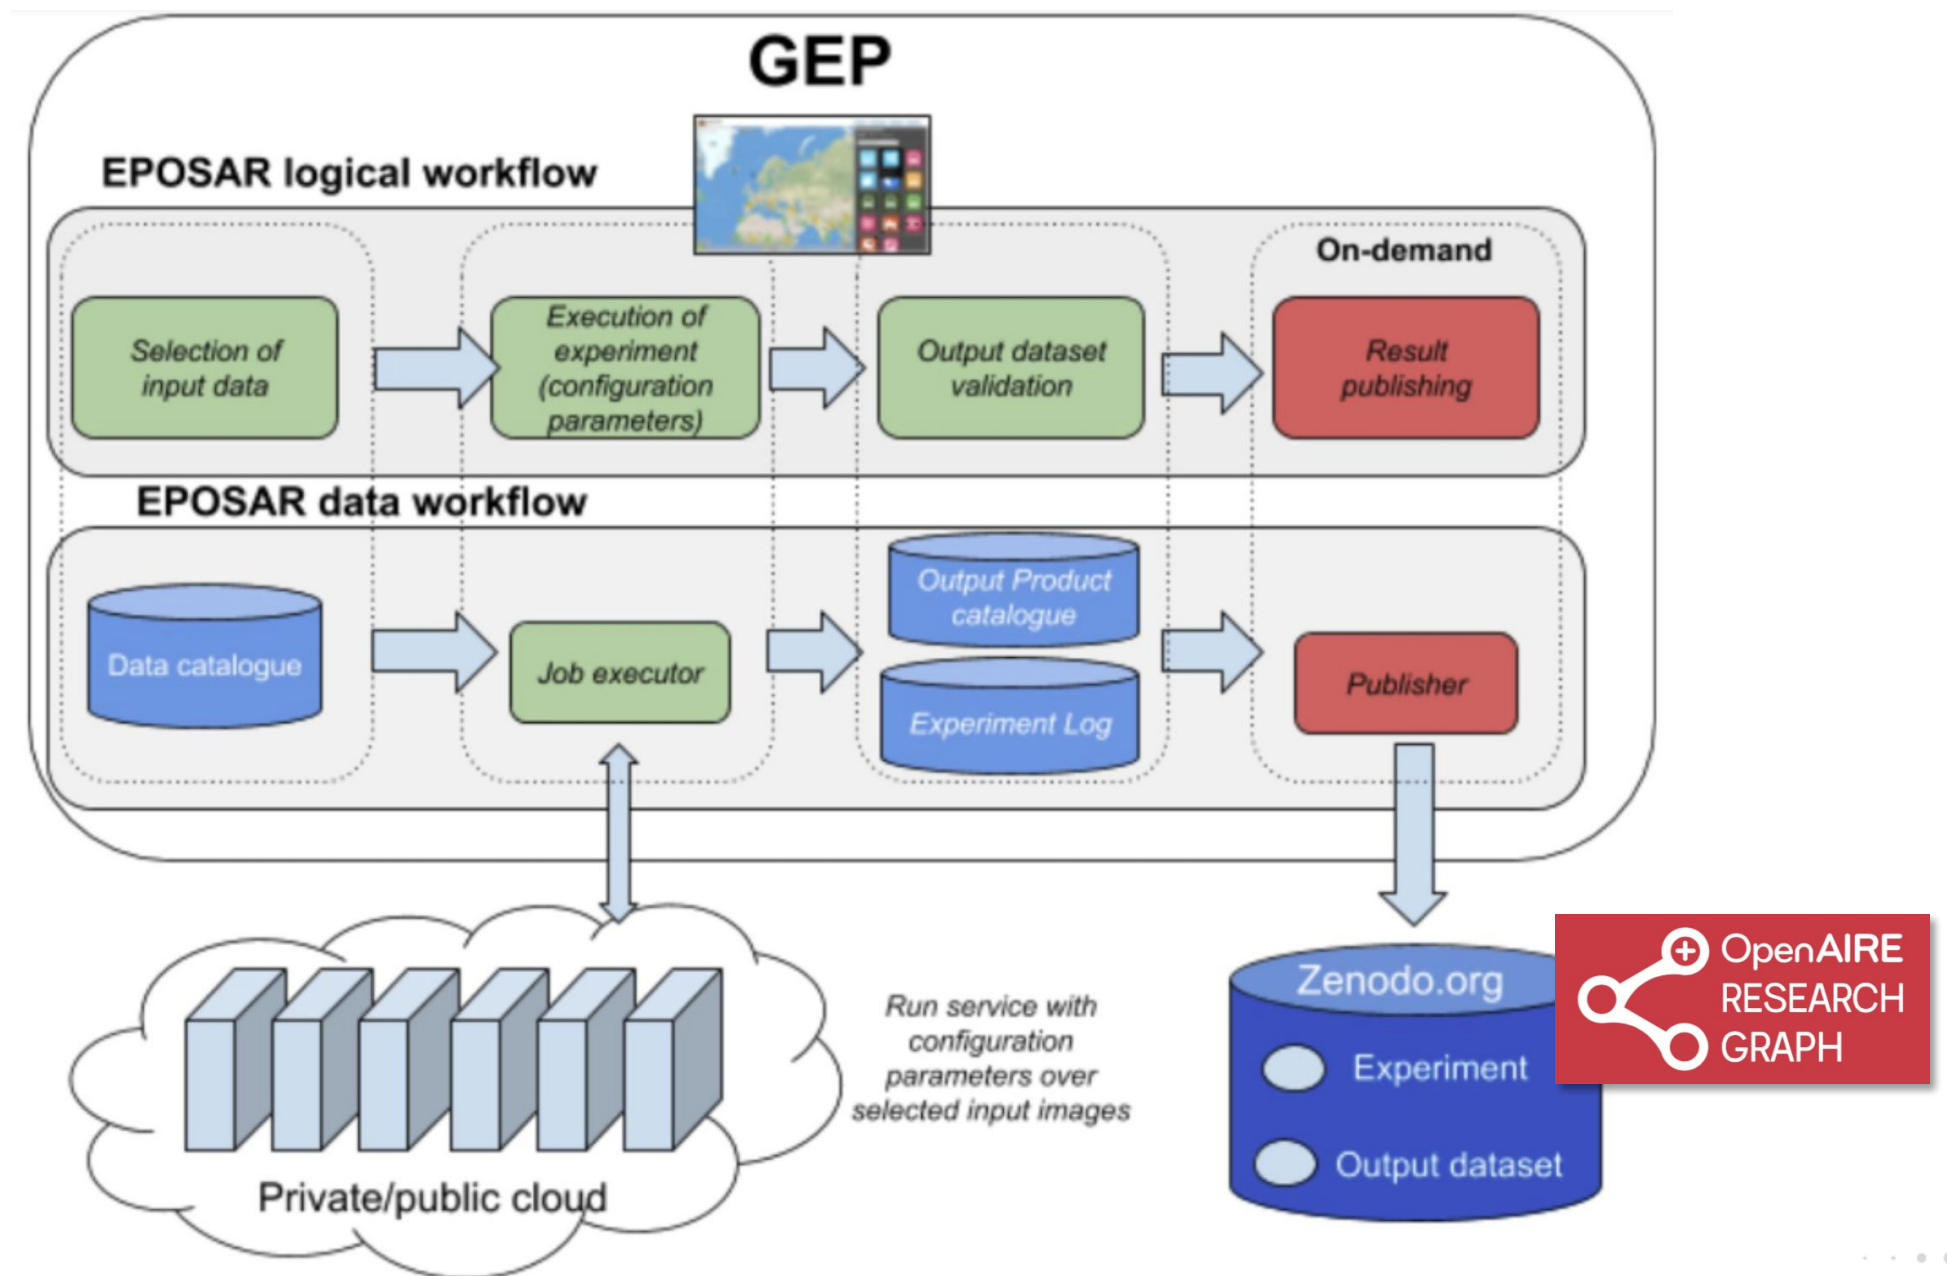 GEP
EPOSAR logical workflow
On-demand
Selection of
input data
Execution of
experiment
(configuration
parameters)
Output dataset
validation
Result
publishing
EPOSAR data workflow
Data catalogue
Job executor
Output Product
catalogue
Experiment Log
Publisher
Run service with
configuration
parameters over
selected input images
Private/public cloud
Zenodo.org
Experiment
Output dataset
OpenAIRE
RESEARCH
GRAPH